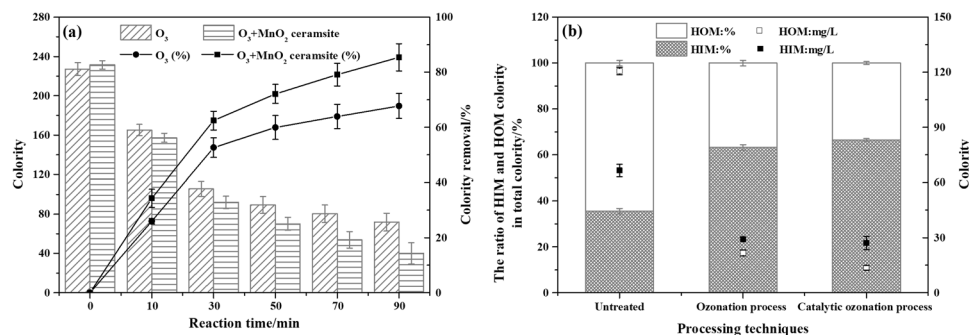 (a)
O3
O3+MnO2 ceramsite
O3 (%)
O3+MnO2 ceramsite (%)
280
240
200
160
120
80
40
0
Colority
100
80
60
40
20
0
Colority removal/%
0 10 30 50 70 90
Reaction time/min
(b)
HOM:%
HIM:%
HOM:mg/L
HIM:mg/L
120
100
80
60
40
20
0
The ratio of HIM and HOM colority
in total colority/%
150
120
90
60
30
0
Colority
Untreated Ozonation process Catalytic ozonation process
Processing techniques